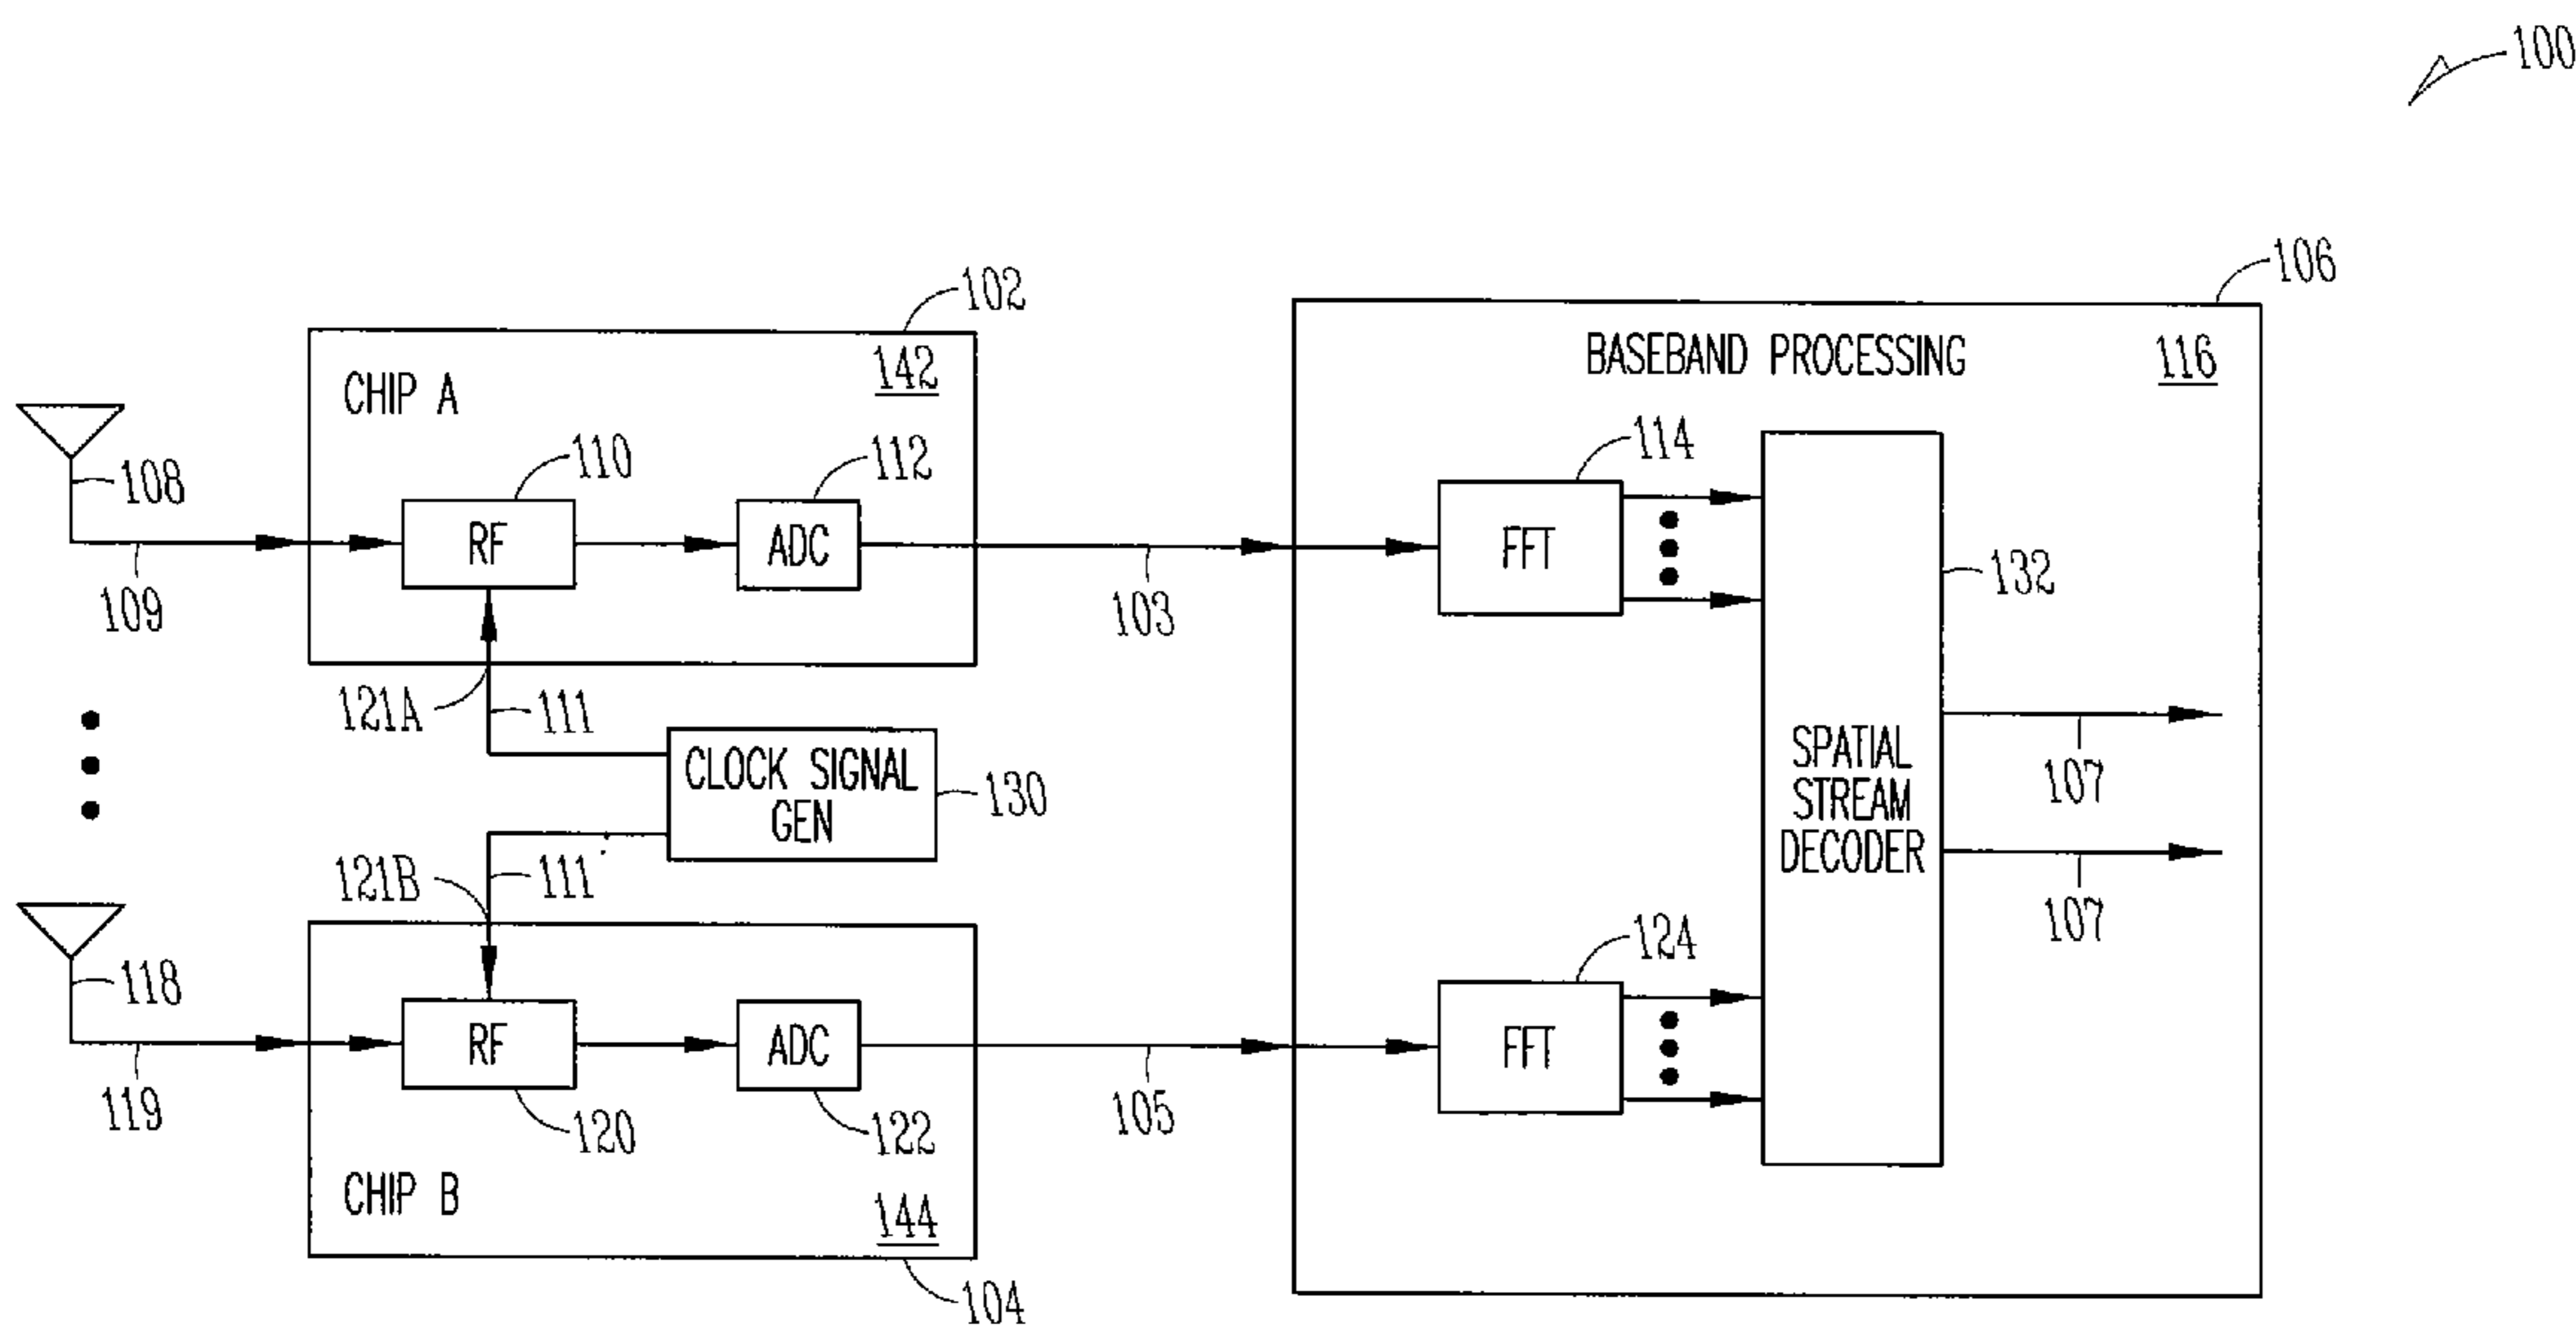 100
106
102
BASEBAND PROCESSING
116
142
CHIP A
110
112
114
108
RF
ADC
FFT
132
109
103
121A
111
CLOCK SIGNAL
GEN
130
SPATIAL
STREAM
DECODER
107
121B
111
107
124
118
RF
ADC
FFT
119
120
122
105
CHIP B
144
104